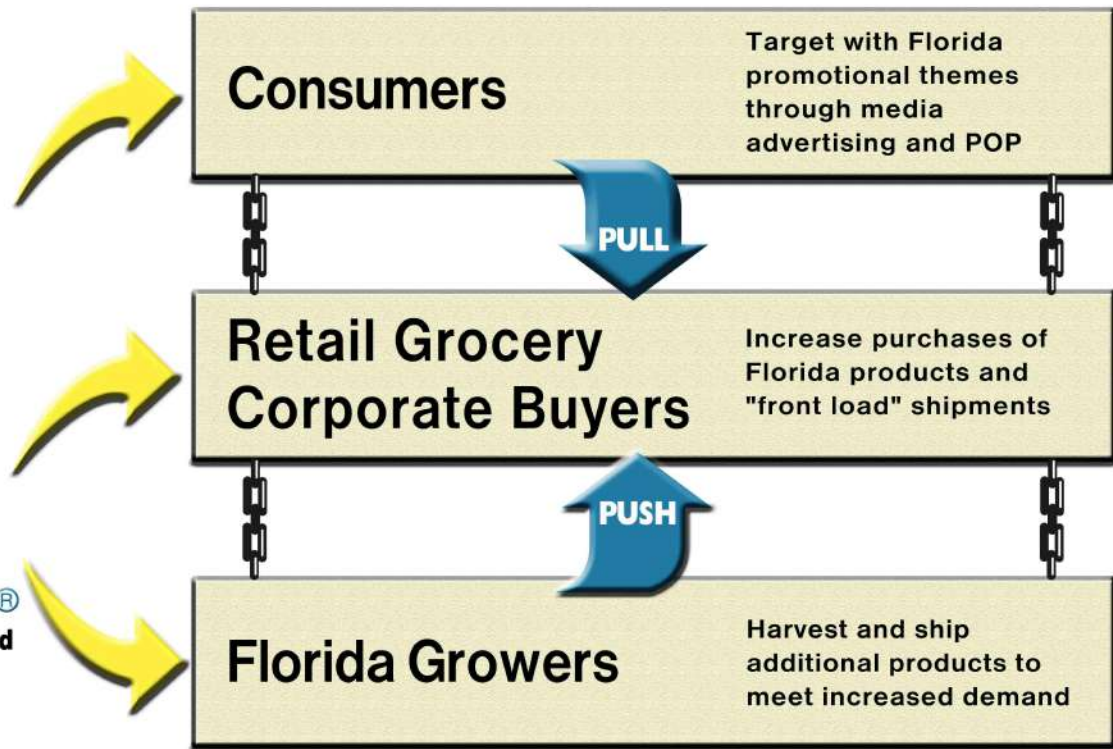 Consumers
Target with Florida
promotional themes
through media
advertising and POP
PULL
Retail Grocery
Corporate Buyers
Increase purchases of
Florida products and
"front load" shipments
PUSH
®
Florida Growers
Harvest and ship
additional products to
meet increased demand